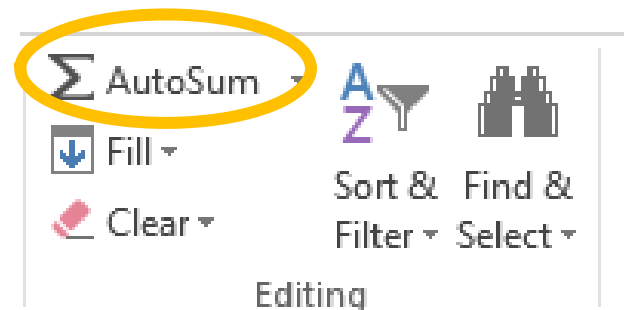 Σ AutoSum
Fill
Clear
A
Z
Sort &
Filter
Find &
Select
Editing